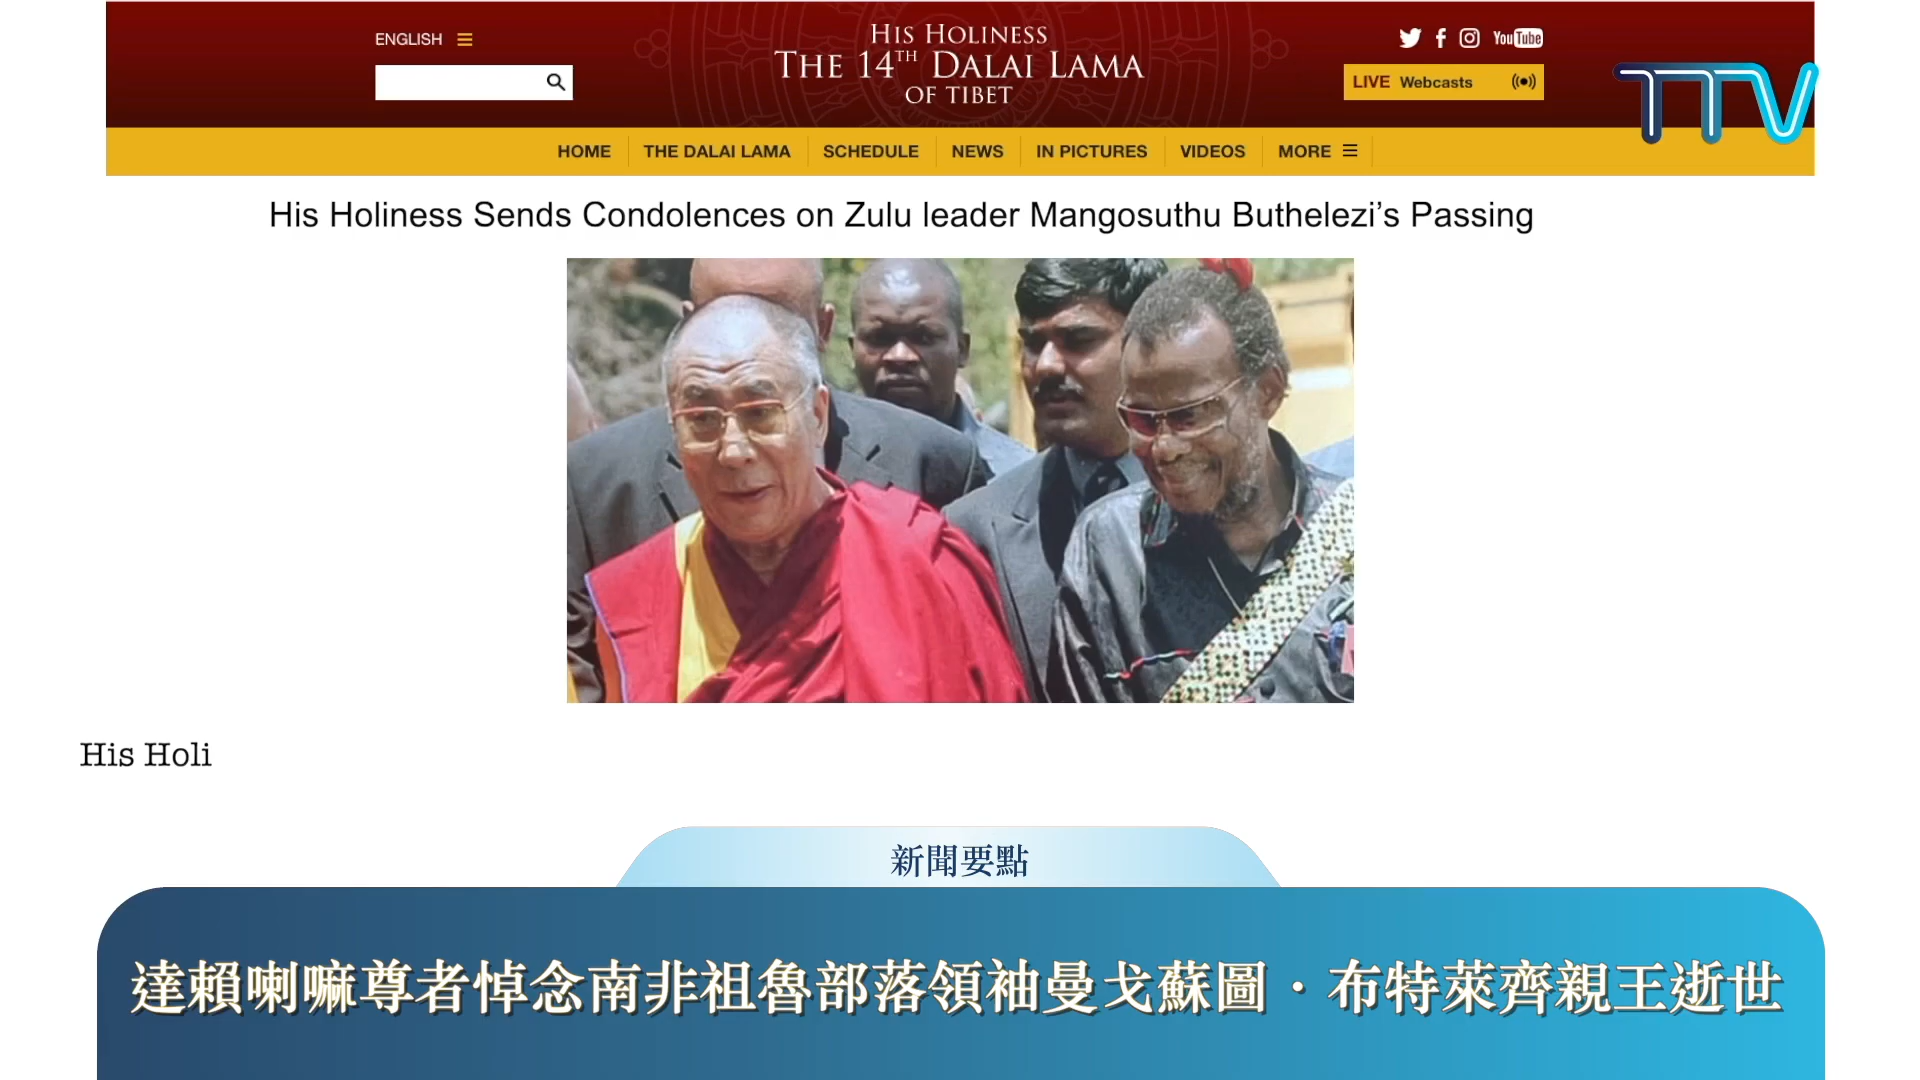 ENGLISH
HIS HOLINESS
THE 14TH DALAI LAMA
OF TIBET
YouTube
LIVE Webcasts
TTV
HOME THE DALAI LAMA SCHEDULE NEWS IN PICTURES VIDEOS MORE
His Holiness Sends Condolences on Zulu leader Mangosuthu Buthelezi’s Passing
His Holi
新聞要點
達賴喇嘛尊者悼念南非祖魯部落領袖曼戈蘇圖·布特萊齊親王逝世